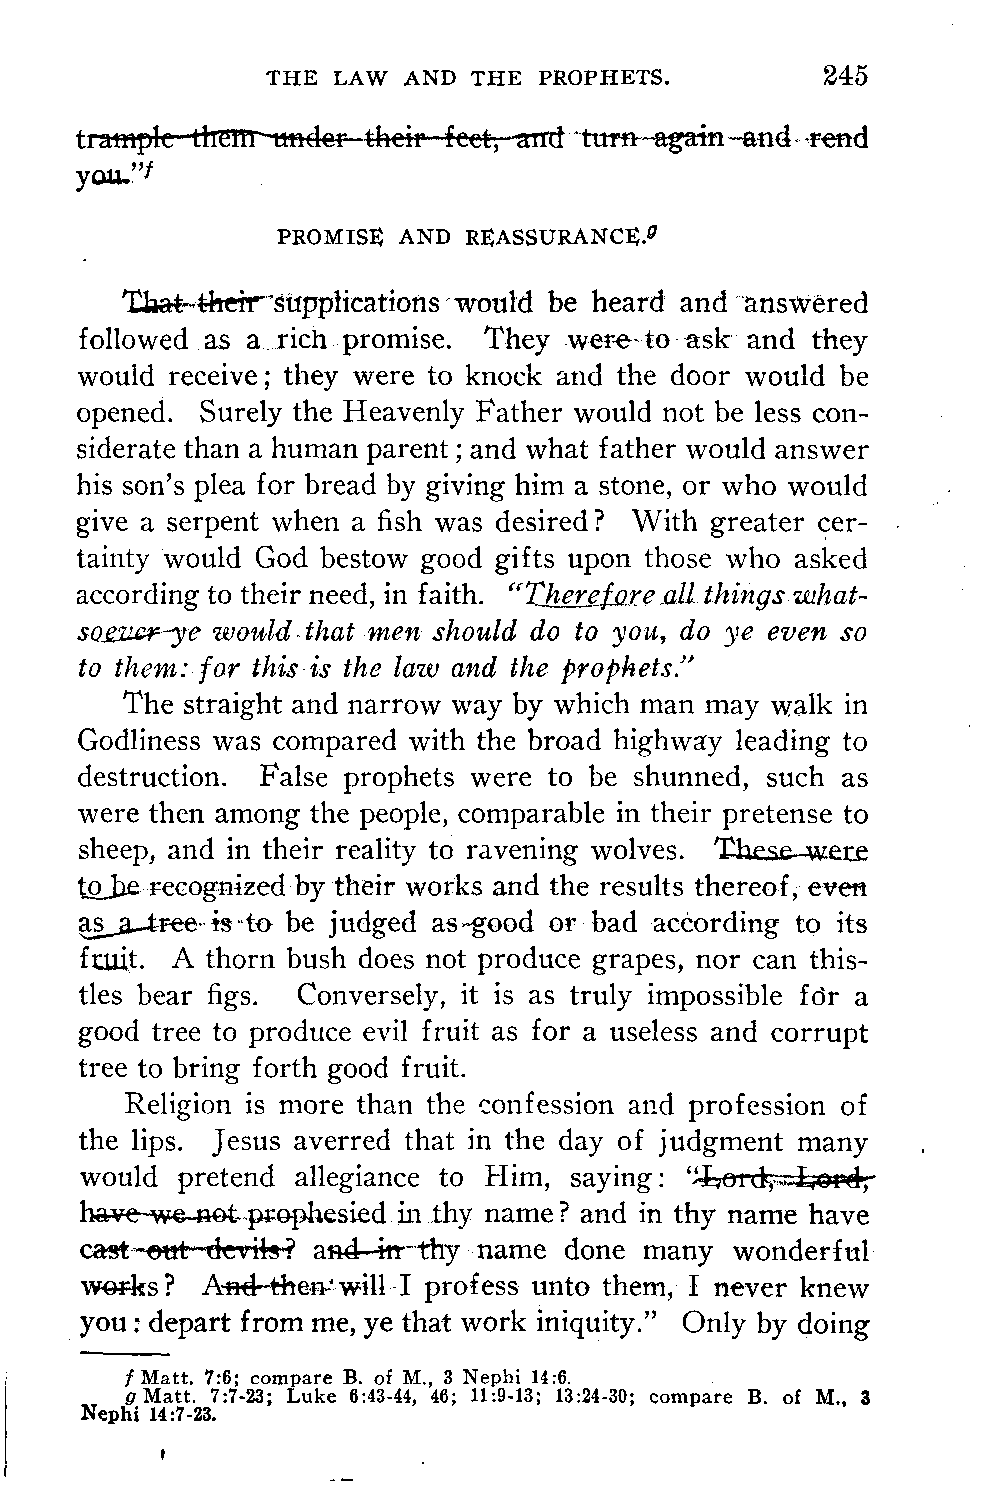 THE LAW AND THE PROPHETS. 245
trample them under their feet, and turn again and rend
you."f
PROMISE AND REASSURANCE.g
That their supplications would be heard and answered
followed as a rich promise. They were to ask and they
would receive; they were to knock and the door would be
opened. Surely the Heavenly Father would not be less con-
siderate than a human parent; and what father would answer
his son's plea for bread by giving him a stone, or who would
give a serpent when a fish was desired? With greater cer-
tainty would God bestow good gifts upon those who asked
according to their need, in faith. "Therefore all things what-
soever ye would that men should do to you, do ye even so
to them: for this is the law and the prophets."
The straight and narrow way by which man may walk in
Godliness was compared with the broad highway leading to
destruction. False prophets were to be shunned, such as
were then among the people, comparable in their pretense to
sheep, and in their reality to ravening wolves. These were
to be recognized by their works and the results thereof, even
as a tree is to be judged as good or bad according to its
fruit. A thorn bush does not produce grapes, nor can this-
tles bear figs. Conversely, it is as truly impossible for a
good tree to produce evil fruit as for a useless and corrupt
tree to bring forth good fruit.
Religion is more than the confession and profession of
the lips. Jesus averred that in the day of judgment many
would pretend allegiance to Him, saying: "Lord, Lord,
have we not prophesied in thy name? and in thy name have
cast out devils? and in thy name done many wonderful
works? And then will I profess unto them, I never knew
you: depart from me, ye that work iniquity." Only by doing
f Matt. 7:6; compare B. of M., 3 Nephi 14:6.
g Matt. 7:7-23; Luke 6:43-44, 46; 11:9-13; 13:24-30; compare B. of M., 3
Nephi 14:7-23.